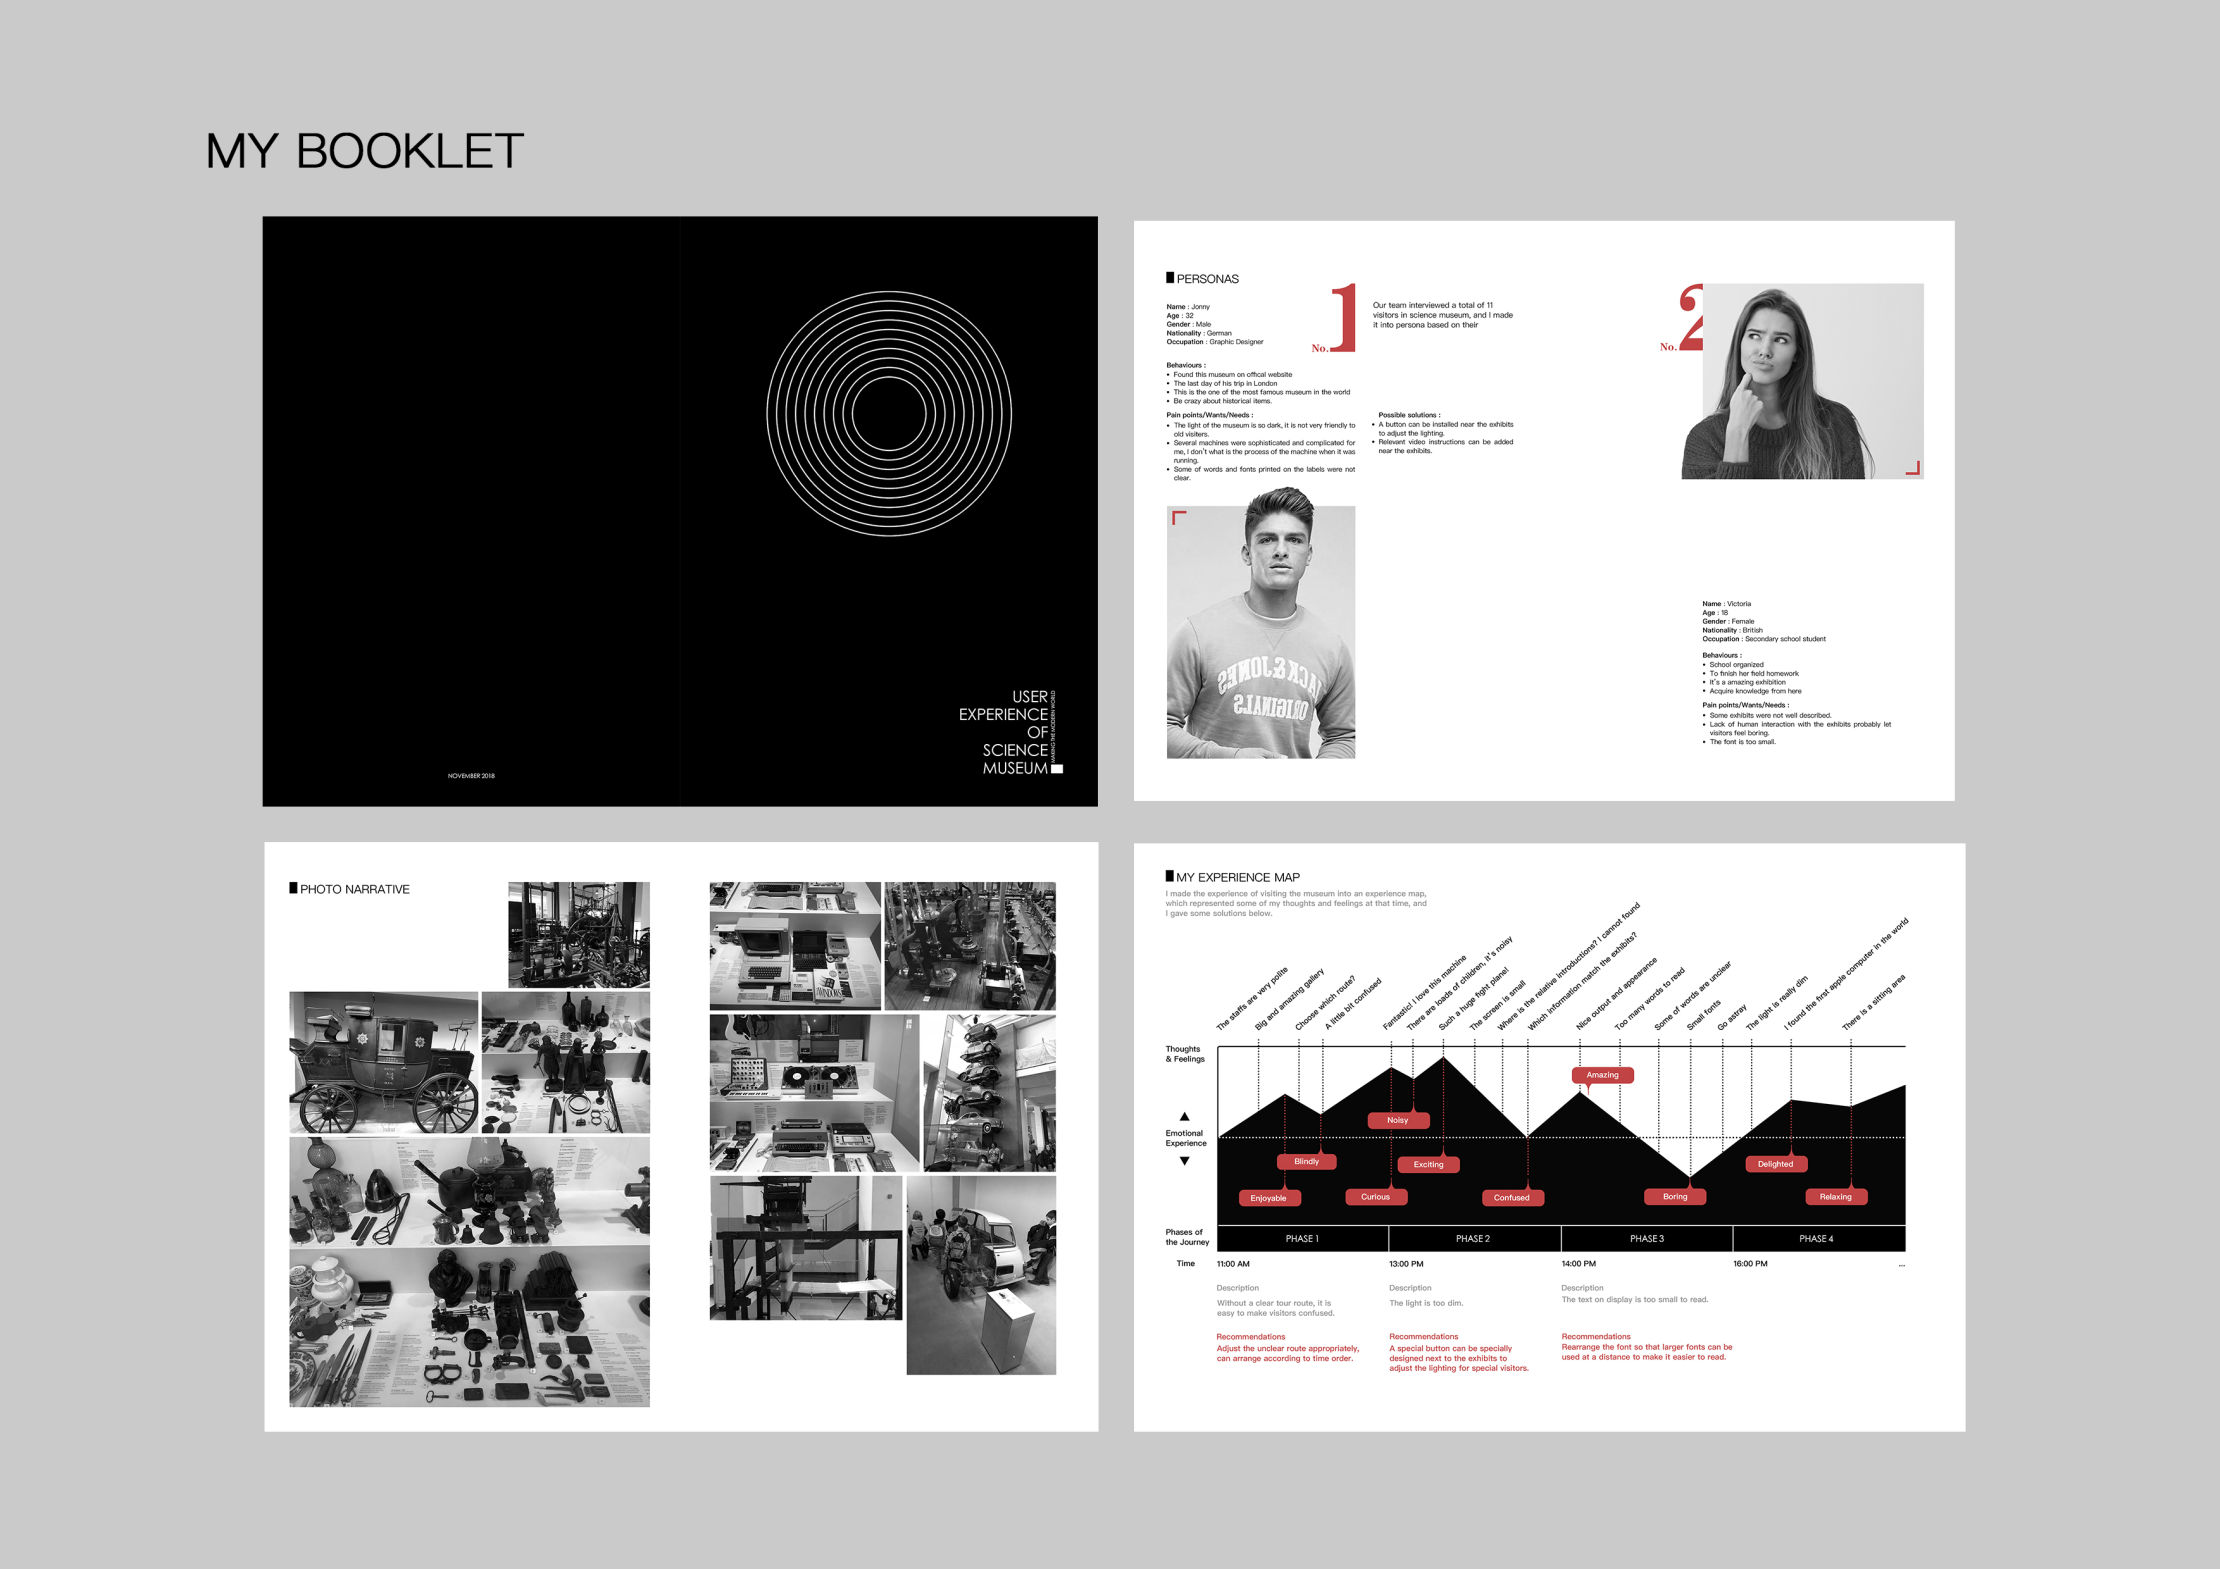 MY BOOKLET
NOVEMBER 2018
USER
EXPERIENCE
OF
SCIENCE
MUSEUM
MAKING THE MODERN WORLD
PERSONAS
Name : Jonny
Age : 32
Gender : Male
Nationality : German
Occupation : Graphic Designer
No.1
Behaviours :
• Found this museum on offical website
• The last day of his trip in London
• This is the one of the most famous museum in the world
• Be crazy about historical items.
Pain points/Wants/Needs :
• The light of the museum is so dark, it is not very friendly to
old visiters.
• Several machines were sophisticated and complicated for
me, I don't what is the process of the machine when it was
running.
• Some of words and fonts printed on the labels were not
clear.
Our team interviewed a total of 11
visitors in science museum, and I made
it into persona based on their
Possible solutions :
• A button can be installed near the exhibits
to adjust the lighting.
• Relevant video instructions can be added
near the exhibits.
JACK & JONES
ORIGINALS
No.2
Name : Victoria
Age : 18
Gender : Female
Nationality : British
Occupation : Secondary school student
Behaviours :
• School organized
• To finish her field homework
• It's a amazing exhibition
• Acquire knowledge from here
Pain points/Wants/Needs :
• Some exhibits were not well described.
• Lack of human interaction with the exhibits probably let
visitors feel boring.
• The font is too small.
PHOTO NARRATIVE
WINDOWS
MY EXPERIENCE MAP
I made the experience of visiting the museum into an experience map,
which represented some of my thoughts and feelings at that time, and
I gave some solutions below.
The staffs are very polite
Big and amazing gallery
Choose which route?
A little bit confused
Fantastic! I love this machine
There are loads of children, it's noisy
Such a huge fight plane!
The screen is small
Where is the relative introductions? I cannot found
Which information match the exhibits?
Nice output and appearance
Too many words to read
Some of words are unclear
Small fonts
Go astray
The light is really dim
I found the first apple computer in the world
There is a sitting area
Thoughts
& Feelings
Emotional
Experience
Amazing
Noisy
Blindly
Exciting
Delighted
Enjoyable
Curious
Confused
Boring
Relaxing
Phases of
the Journey
PHASE 1
PHASE 2
PHASE 3
PHASE 4
Time
11:00 AM
13:00 PM
14:00 PM
16:00 PM
...
Description
Without a clear tour route, it is
easy to make visitors confused.
Recommendations
Adjust the unclear route appropriately,
can arrange according to time order.
Description
The light is too dim.
Recommendations
A special button can be specially
designed next to the exhibits to
adjust the lighting for special visitors.
Description
The text on display is too small to read.
Recommendations
Rearrange the font so that larger fonts can be
used at a distance to make it easier to read.